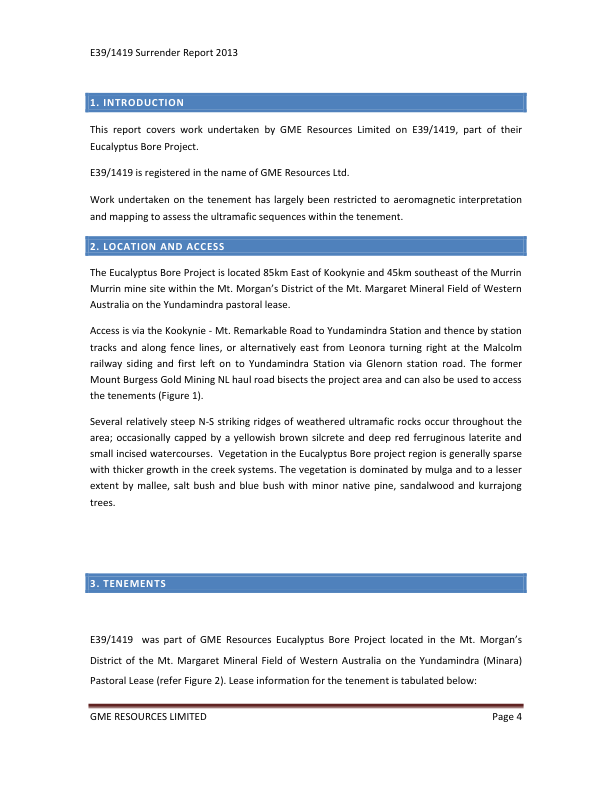 E39/1419 Surrender Report 2013
1. INTRODUCTION
This report covers work undertaken by GME Resources Limited on E39/1419, part of their
Eucalyptus Bore Project.
E39/1419 is registered in the name of GME Resources Ltd.
Work undertaken on the tenement has largely been restricted to aeromagnetic interpretation
and mapping to assess the ultramafic sequences within the tenement.
2. LOCATION AND ACCESS
The Eucalyptus Bore Project is located 85km East of Kookynie and 45km southeast of the Murrin
Murrin mine site within the Mt. Morgan’s District of the Mt. Margaret Mineral Field of Western
Australia on the Yundamindra pastoral lease.
Access is via the Kookynie - Mt. Remarkable Road to Yundamindra Station and thence by station
tracks and along fence lines, or alternatively east from Leonora turning right at the Malcolm
railway siding and first left on to Yundamindra Station via Glenorn station road. The former
Mount Burgess Gold Mining NL haul road bisects the project area and can also be used to access
the tenements (Figure 1).
Several relatively steep N-S striking ridges of weathered ultramafic rocks occur throughout the
area; occasionally capped by a yellowish brown silcrete and deep red ferruginous laterite and
small incised watercourses.  Vegetation in the Eucalyptus Bore project region is generally sparse
with thicker growth in the creek systems. The vegetation is dominated by mulga and to a lesser
extent by mallee, salt bush and blue bush with minor native pine, sandalwood and kurrajong
trees.
3. TENEMENTS
E39/1419  was part of GME Resources Eucalyptus Bore Project located in the Mt. Morgan’s
District of the Mt. Margaret Mineral Field of Western Australia on the Yundamindra (Minara)
Pastoral Lease (refer Figure 2). Lease information for the tenement is tabulated below:
GME RESOURCES LIMITED Page 4